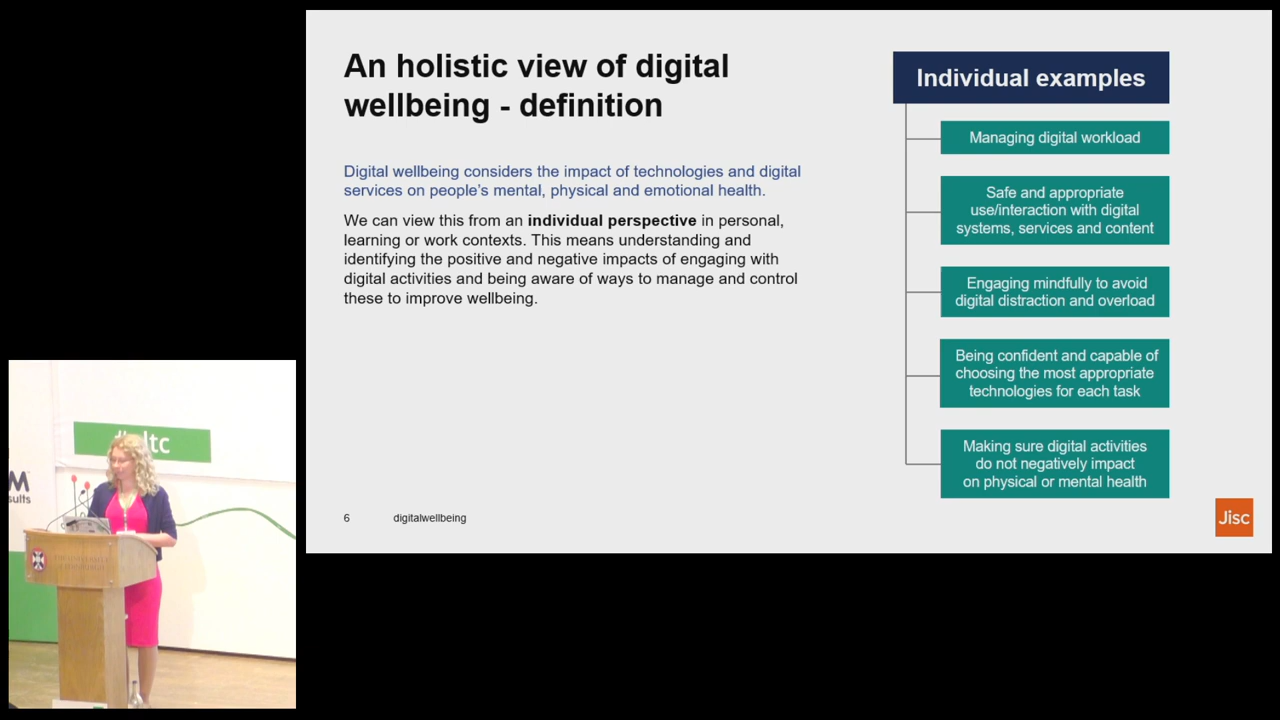 An holistic view of digital
wellbeing - definition
Digital wellbeing considers the impact of technologies and digital
services on people's mental, physical and emotional health.
We can view this from an individual perspective in personal,
learning or work contexts. This means understanding and
identifying the positive and negative impacts of engaging with
digital activities and being aware of ways to manage and control
these to improve wellbeing.
6
digitalwellbeing
Individual examples
Managing digital workload
Safe and appropriate
use/interaction with digital
systems, services and content
Engaging mindfully to avoid
digital distraction and overload
Being confident and capable of
choosing the most appropriate
technologies for each task
Making sure digital activities
do not negatively impact
on physical or mental health
Jisc